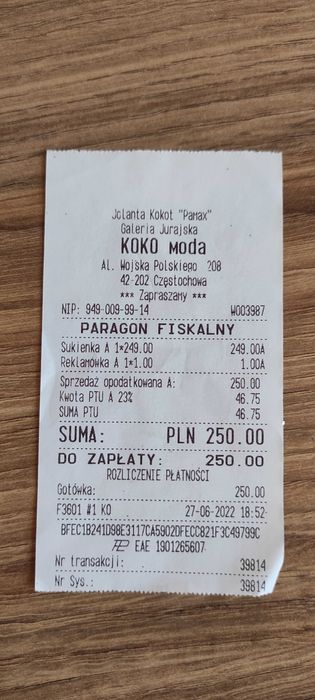 Jolanta Kokot "Pamax"
Galeria Jurajska
KOKO Moda
Al. Wojska Polskiego 208
42-202 Częstochowa
*** Zapraszamy ***
NIP: 949-009-99-14 W003987
PARAGON FISKALNY
Sukienka A 1*249.00 249.00A
Reklamówka A 1*1.00 1.00A
Sprzedaż opodatkowana A: 250.00
Kwota PTU A 23% 46.75
SUMA PTU 46.75
SUMA: PLN 250.00
DO ZAPŁATY: 250.00
ROZLICZENIE PŁATNOŚCI
Gotówka: 250.00
F3601 #1 KO 27-06-2022 18:52
BFEC1B241D98E3117CA5902DFECC821F3C49799C
EAE 1901265607
Nr transakcji: 39814
Nr Sys.: 39814